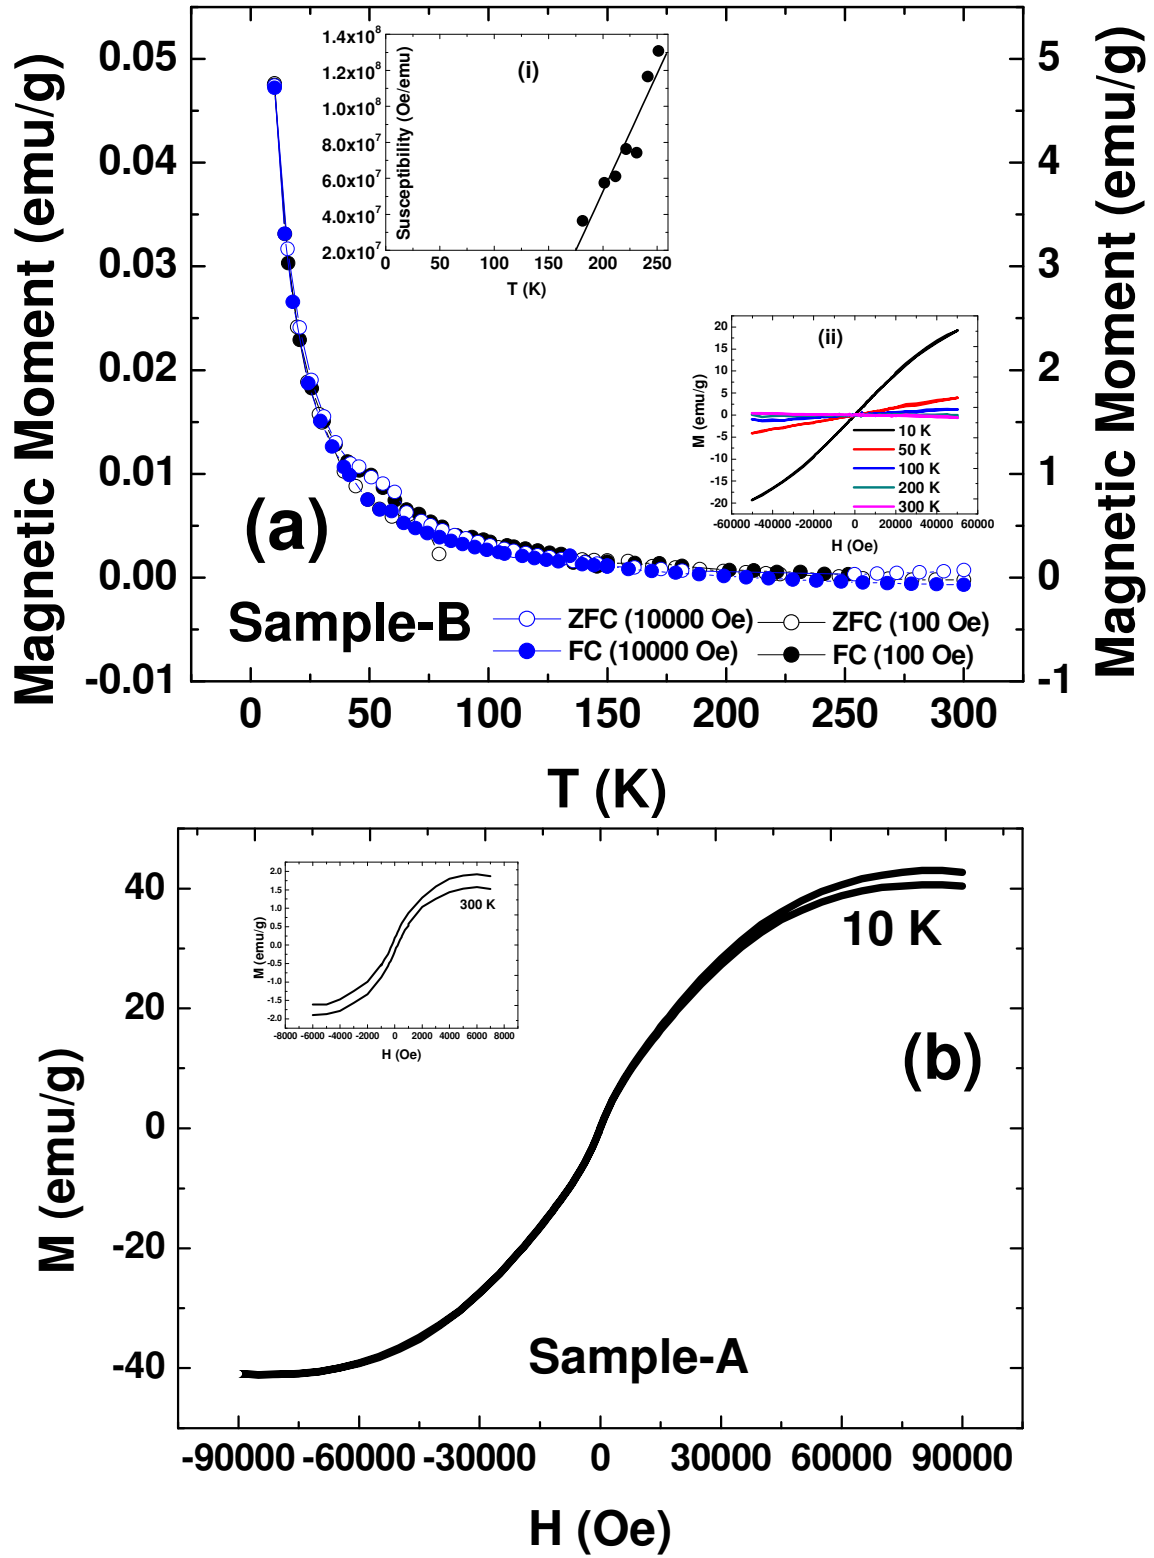 Magnetic Moment (emu/g)
0.05
0.04
0.03
0.02
0.01
0.00
-0.01
1.4x10⁸
1.2x10⁸
1.0x10⁸
8.0x10⁷
6.0x10⁷
4.0x10⁷
2.0x10⁷
Susceptibility (Oe/emu)
(i)
0 50 100 150 200 250
T (K)
(ii)
20
15
10
5
0
-5
-10
-15
-20
M (emu/g)
10 K
50 K
100 K
200 K
300 K
-60000 -40000 -20000 0 20000 40000 60000
H (Oe)
5
4
3
2
1
0
-1
Magnetic Moment (emu/g)
(a)
Sample-B
ZFC (10000 Oe) ZFC (100 Oe)
FC (10000 Oe) FC (100 Oe)
0 50 100 150 200 250 300
T (K)
M (emu/g)
40
20
0
-20
-40
2.0
1.5
1.0
0.5
0.0
-0.5
-1.0
-1.5
-2.0
M (emu/g)
300 K
-8000 -6000 -4000 -2000 0 2000 4000 6000 8000
H (Oe)
10 K
(b)
Sample-A
-90000 -60000 -30000 0 30000 60000 90000
H (Oe)